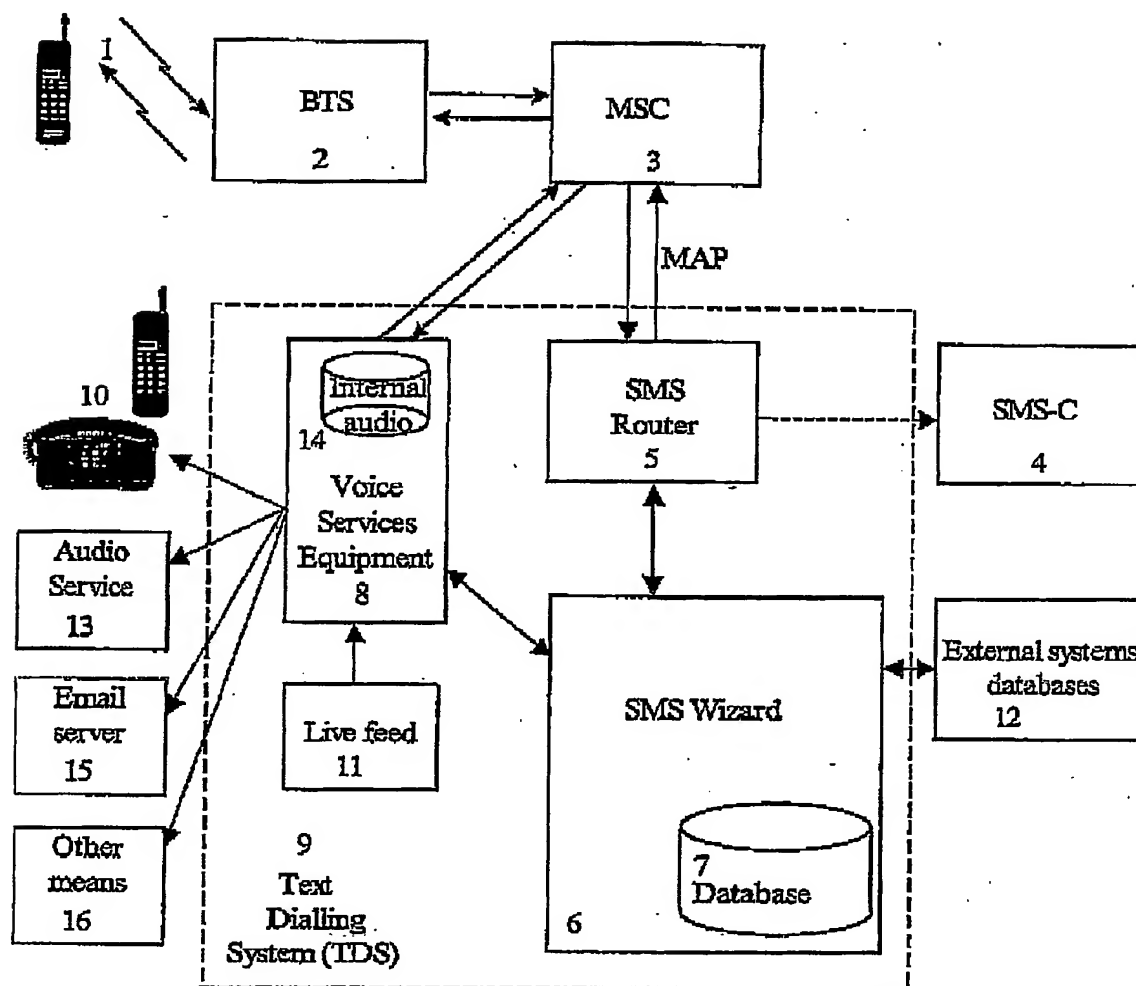 1
BTS
2
MSC
3
MAP
10
Internal
audio
14
Voice
Services
Equipment
8
SMS
Router
5
SMS-C
4
Audio
Service
13
Email
server
15
Other
means
16
Live feed
11
SMS Wizard
7
Database
6
External systems
databases
12
9
Text
Dialling
System (TDS)